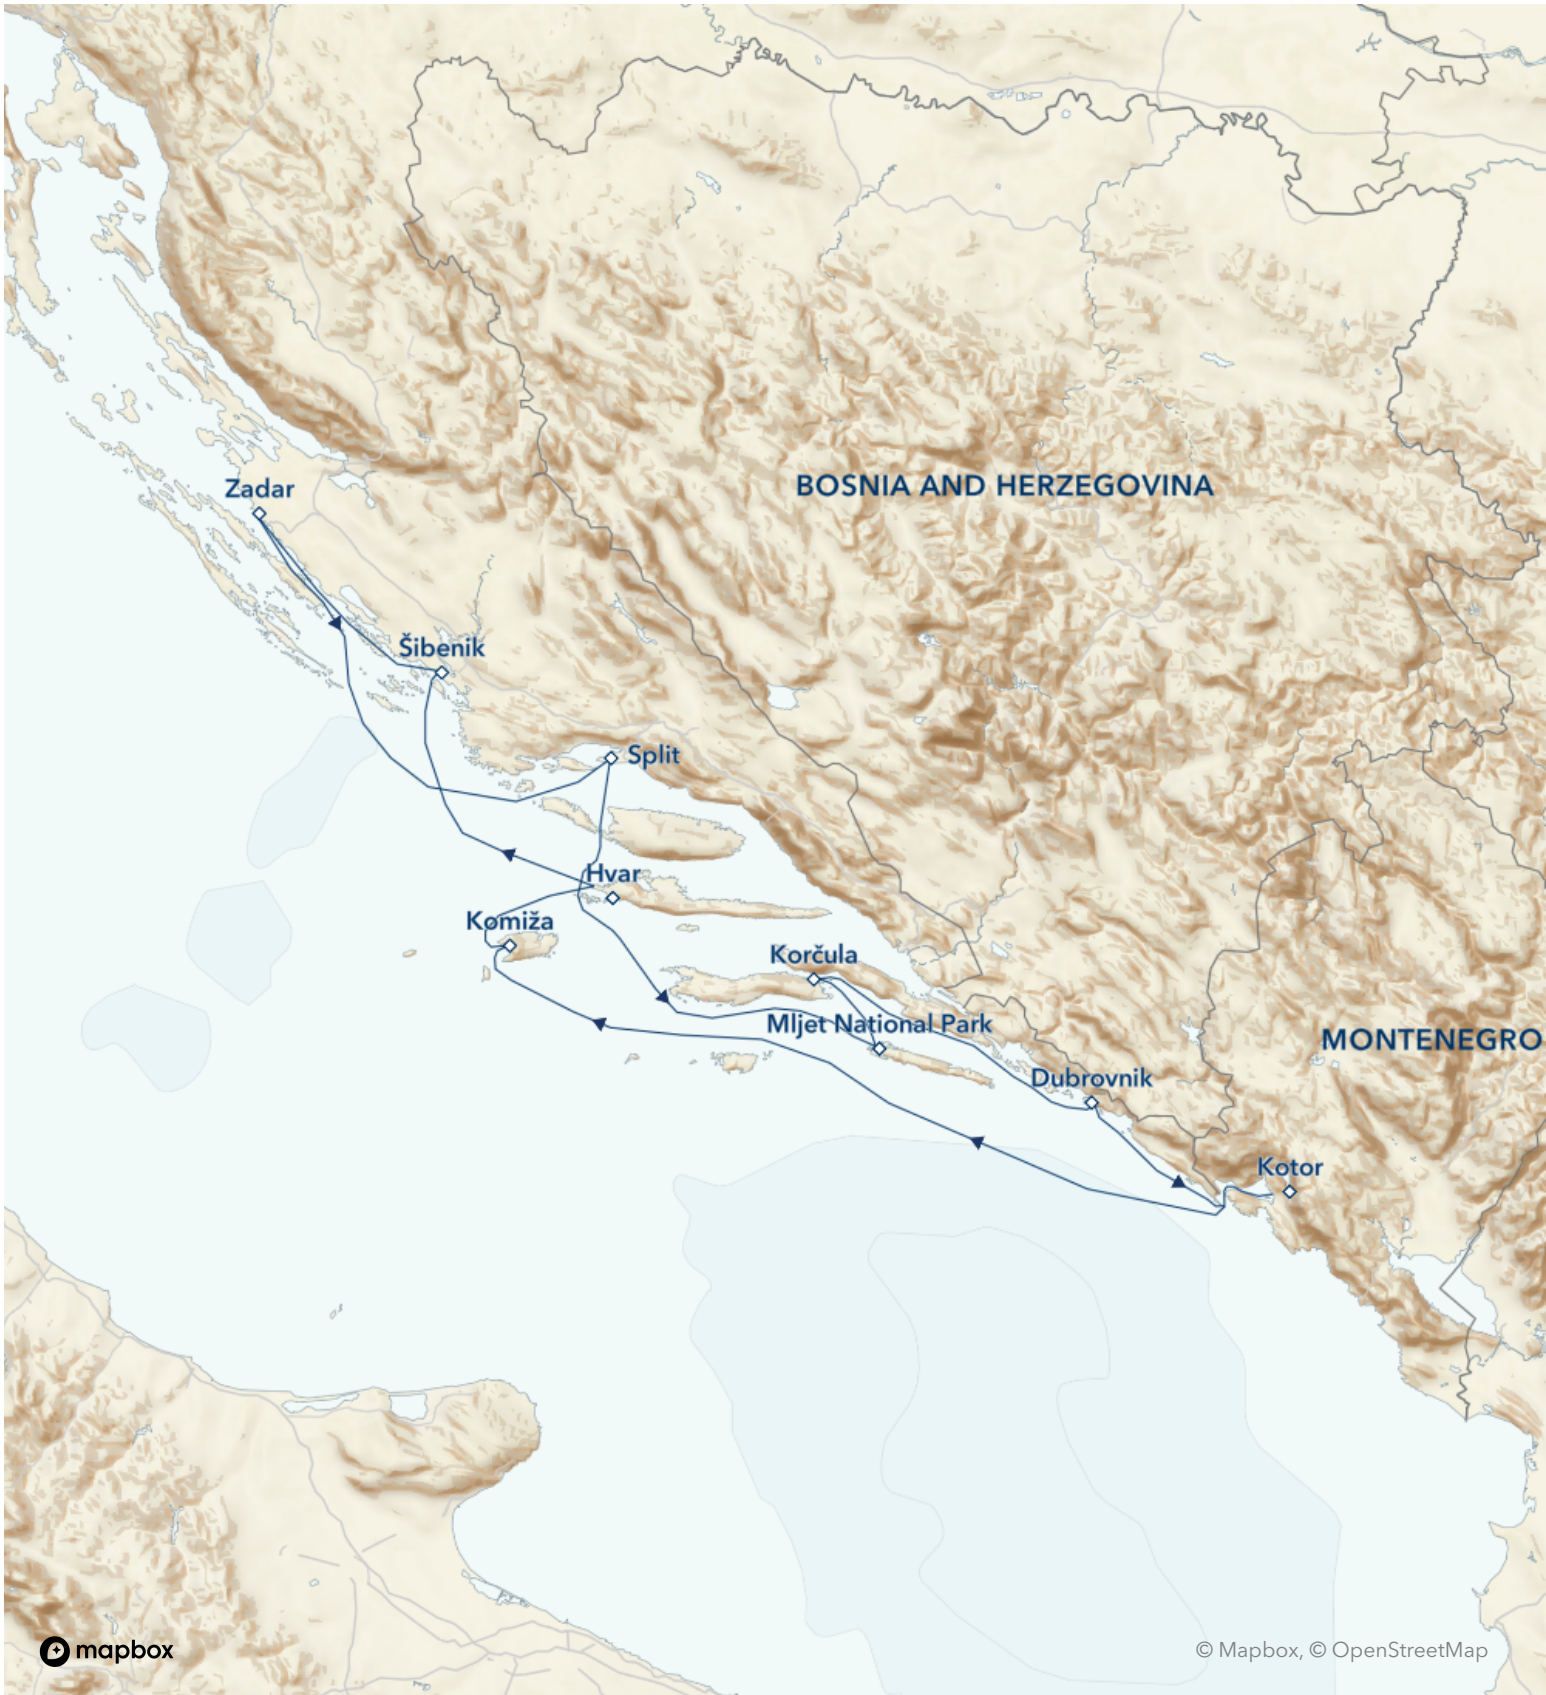 BOSNIA AND HERZEGOVINA
Zadar
Šibenik
Split
Hvar
Komiža
Korčula
Mljet National Park
MONTENEGRO
Dubrovnik
Kotor
mapbox
© Mapbox, © OpenStreetMap